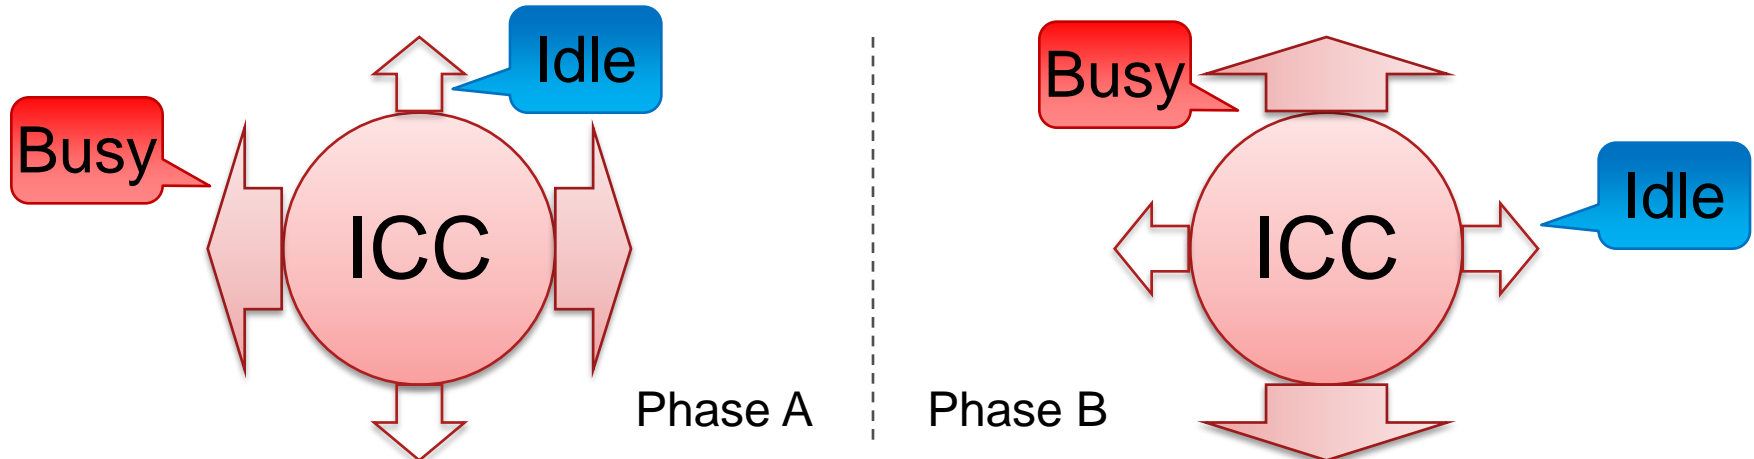 Idle
Busy
ICC
Phase A
Busy
Idle
ICC
Phase B